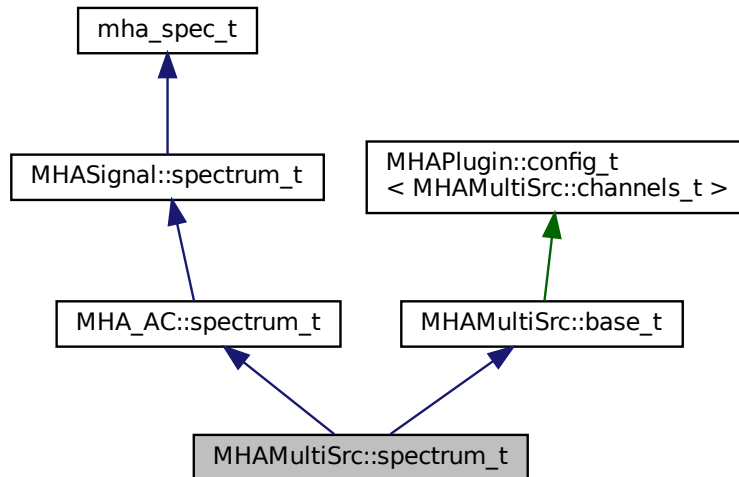 mha_spec_t
MHASignal::spectrum_t
MHAPlugin::config_t
< MHAMultiSrc::channels_t >
MHA_AC::spectrum_t
MHAMultiSrc::base_t
MHAMultiSrc::spectrum_t